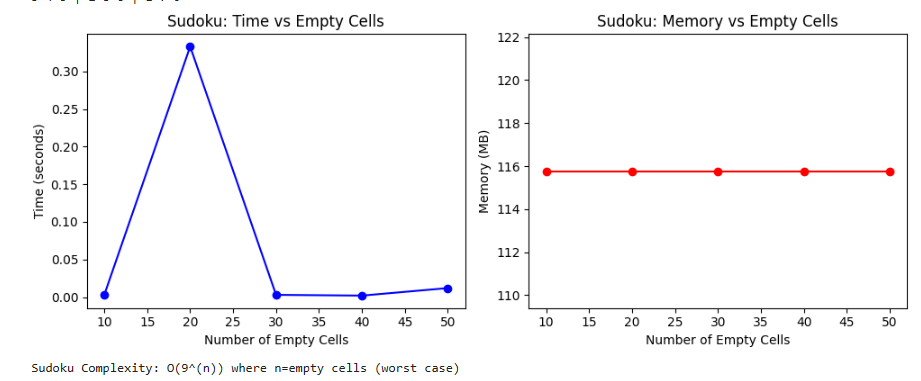 Sudoku: Time vs Empty Cells
Sudoku: Memory vs Empty Cells
0.30
0.25
0.20
0.15
0.10
0.05
0.00
Time (seconds)
10 15 20 25 30 35 40 45 50
Number of Empty Cells
122
120
118
116
114
112
110
Memory (MB)
10 15 20 25 30 35 40 45 50
Number of Empty Cells
Sudoku Complexity: O(9^(n)) where n=empty cells (worst case)